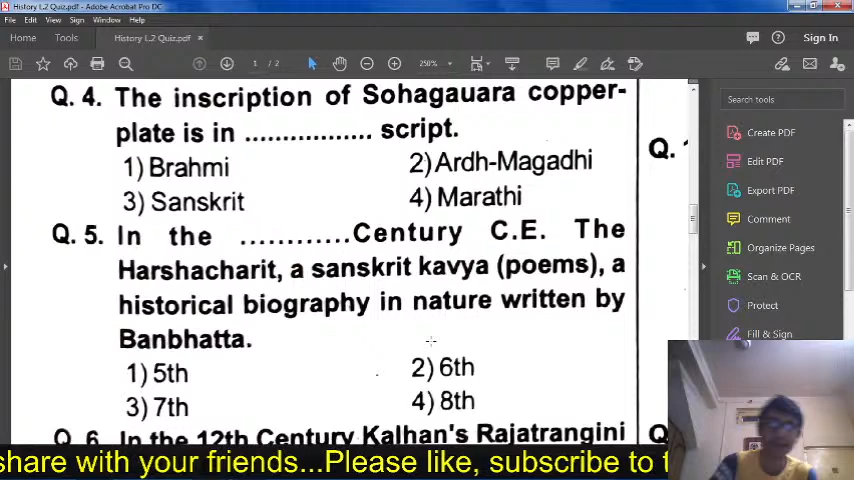 History L.2 Quiz.pdf - Adobe Acrobat Pro DC
File Edit View Sign Window Help
Home Tools History L.2 Quiz.pdf × Sign In
1 / 2 250%
Q. 4. The inscription of Sohagauara copper-
plate is in .................. script.
1) Brahmi 2) Ardh-Magadhi
3) Sanskrit 4) Marathi
Q. 5. In the ............Century C.E. The
Harshacharit, a sanskrit kavya (poems), a
historical biography in nature written by
Banbhatta.
1) 5th 2) 6th
3) 7th 4) 8th
Q. 6. In the 12th Century Kalhan's Rajatrangini
Search tools
Create PDF
Edit PDF
Export PDF
Comment
Organize Pages
Scan & OCR
Protect
Fill & Sign
share with your friends...Please like, subscribe to